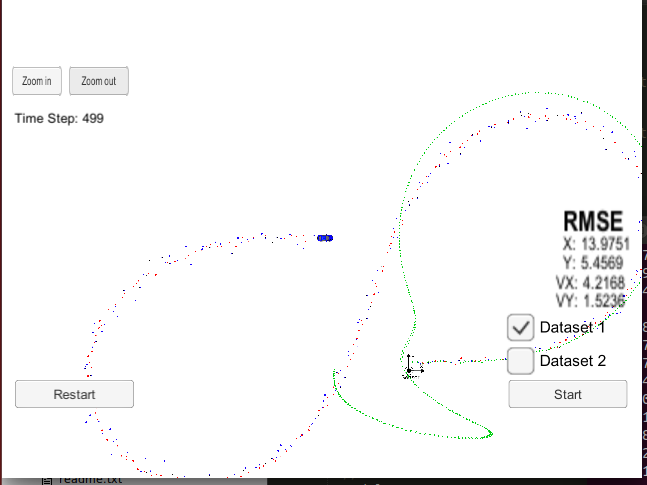 Zoom in
Zoom out
Time Step: 499
RMSE
X: 13.9751
Y: 5.4569
VX: 4.2168
VY: 1.5236
Dataset 1
Dataset 2
Restart
Start
readme.txt